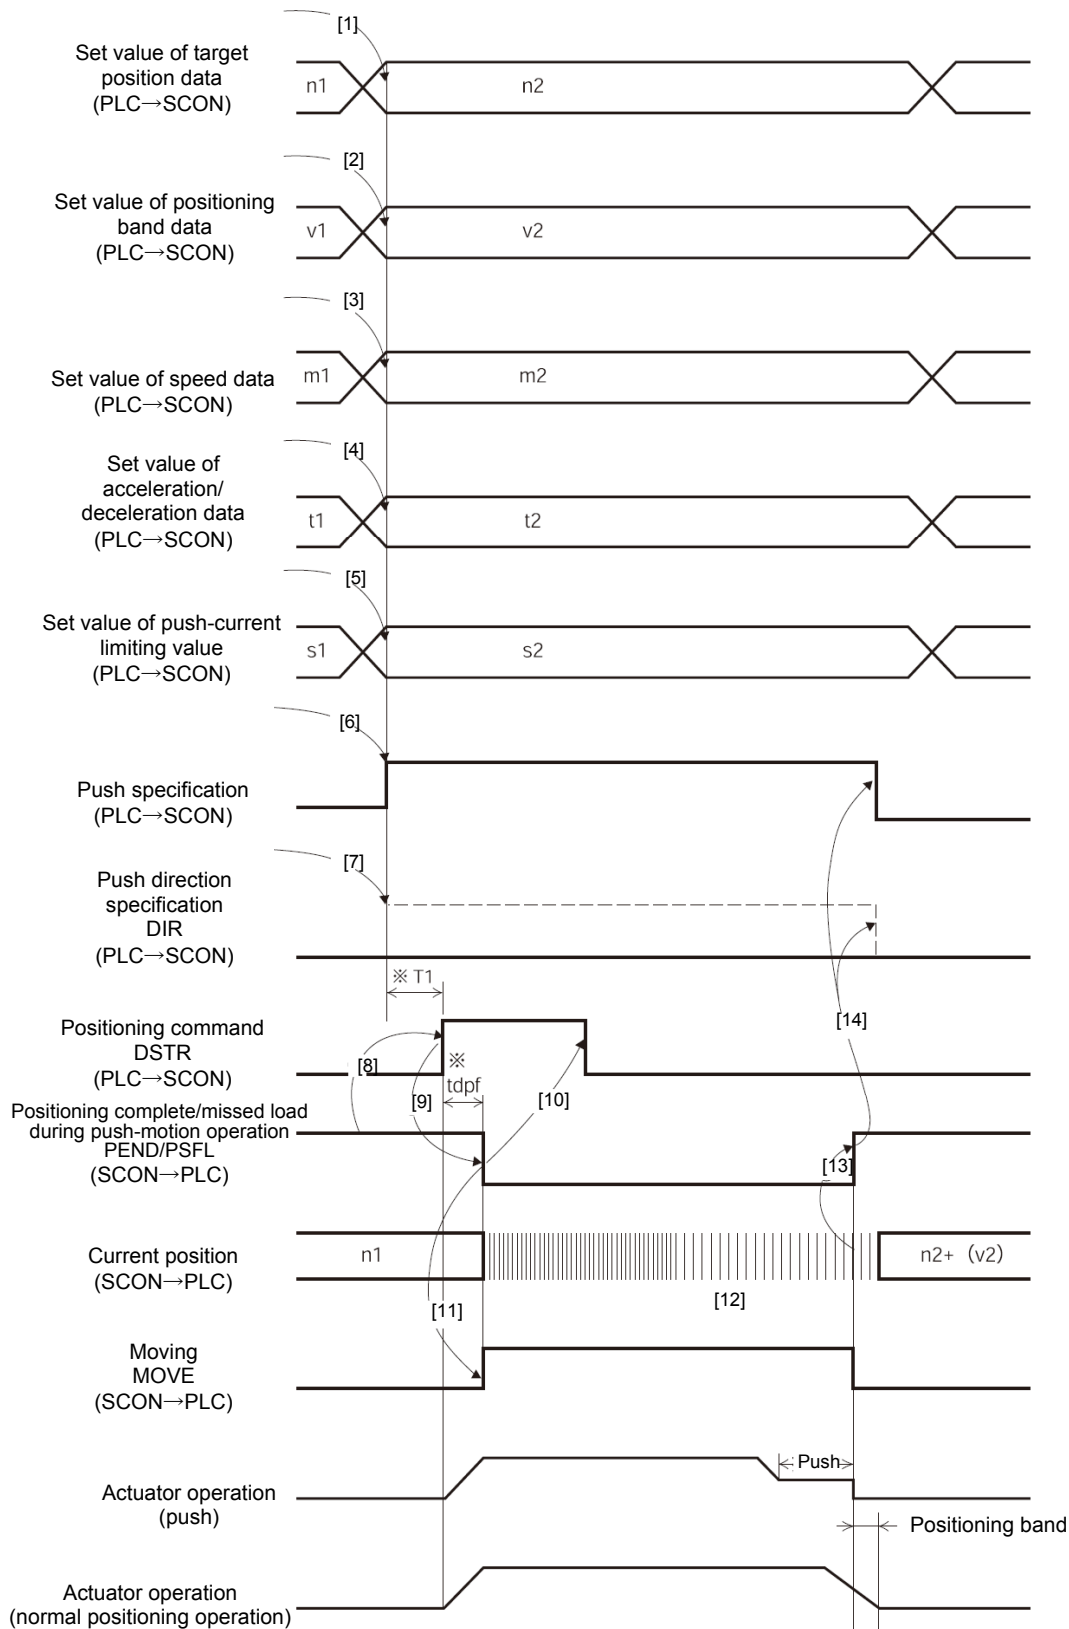 [1]
Set value of target
position data
(PLC→SCON)
n1
n2
[2]
Set value of positioning
band data
(PLC→SCON)
v1
v2
[3]
Set value of speed data
(PLC→SCON)
m1
m2
[4]
Set value of
acceleration/
deceleration data
(PLC→SCON)
t1
t2
[5]
Set value of push-current
limiting value
(PLC→SCON)
s1
s2
[6]
Push specification
(PLC→SCON)
[7]
Push direction
specification
DIR
(PLC→SCON)
※ T1
Positioning command
DSTR
(PLC→SCON)
[8]
※
tdpf
[9]
[10]
[14]
Positioning complete/missed load
during push-motion operation
PEND/PSFL
(SCON→PLC)
[13]
Current position
(SCON→PLC)
n1
n2+ (v2)
[12]
[11]
Moving
MOVE
(SCON→PLC)
Actuator operation
(push)
Push
Positioning band
Actuator operation
(normal positioning operation)